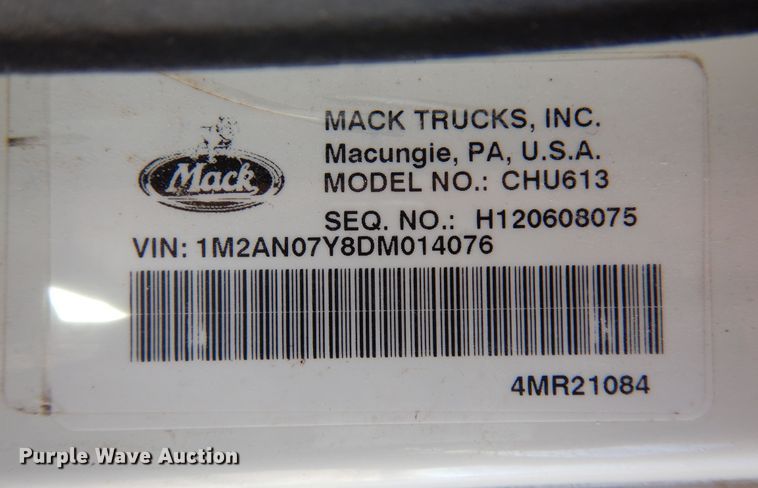 MACK TRUCKS, INC.
Macungie, PA, U.S.A.
MODEL NO.: CHU613
Mack
SEQ. NO.: H120608075
VIN: 1M2AN07Y8DM014076
4MR21084
Purple Wave Auction